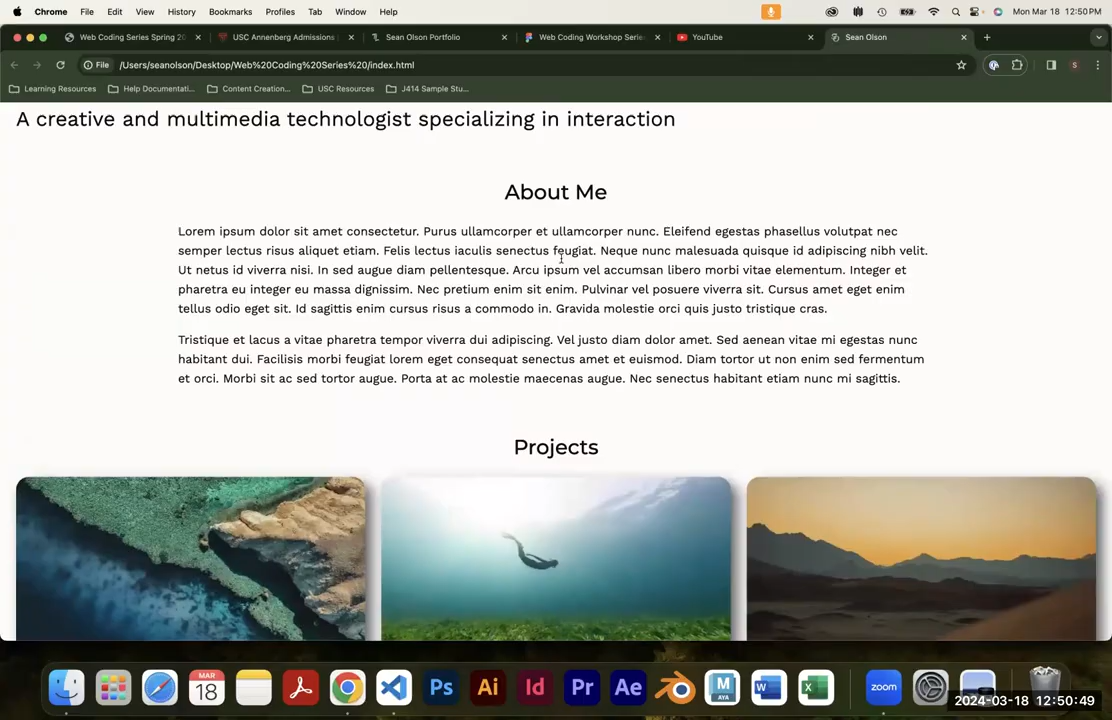 Chrome File Edit View History Bookmarks Profiles Tab Window Help Mon Mar 18 12:50 PM
Web Coding Series Spring 20 USC Annenberg Admissions Sean Olson Portfolio Web Coding Workshop Serie YouTube Sean Olson
File /Users/seanolson/Desktop/Web%20Coding%20Series%20/index.html S
Learning Resources Help Documentati... Content Creation... USC Resources J414 Sample Stu...
A creative and multimedia technologist specializing in interaction
About Me
Lorem ipsum dolor sit amet consectetur. Purus ullamcorper et ullamcorper nunc. Eleifend egestas phasellus volutpat nec
semper lectus risus aliquet etiam. Felis lectus iaculis senectus feugiat. Neque nunc malesuada quisque id adipiscing nibh velit.
Ut netus id viverra nisi. In sed augue diam pellentesque. Arcu ipsum vel accumsan libero morbi vitae elementum. Integer et
pharetra eu integer eu massa dignissim. Nec pretium enim sit enim. Pulvinar vel posuere viverra sit. Cursus amet eget enim
tellus odio eget sit. Id sagittis enim cursus risus a commodo in. Gravida molestie orci quis justo tristique cras.
Tristique et lacus a vitae pharetra tempor viverra dui adipiscing. Vel justo diam dolor amet. Sed aenean vitae mi egestas nunc
habitant dui. Facilisis morbi feugiat lorem eget consequat senectus amet et euismod. Diam tortor ut non enim sed fermentum
et orci. Morbi sit ac sed tortor augue. Porta at ac molestie maecenas augue. Nec senectus habitant etiam nunc mi sagittis.
Projects
MAR
18 Ps Ai Id Pr Ae MAYA W zoom X
2024-03-18 12:50:49